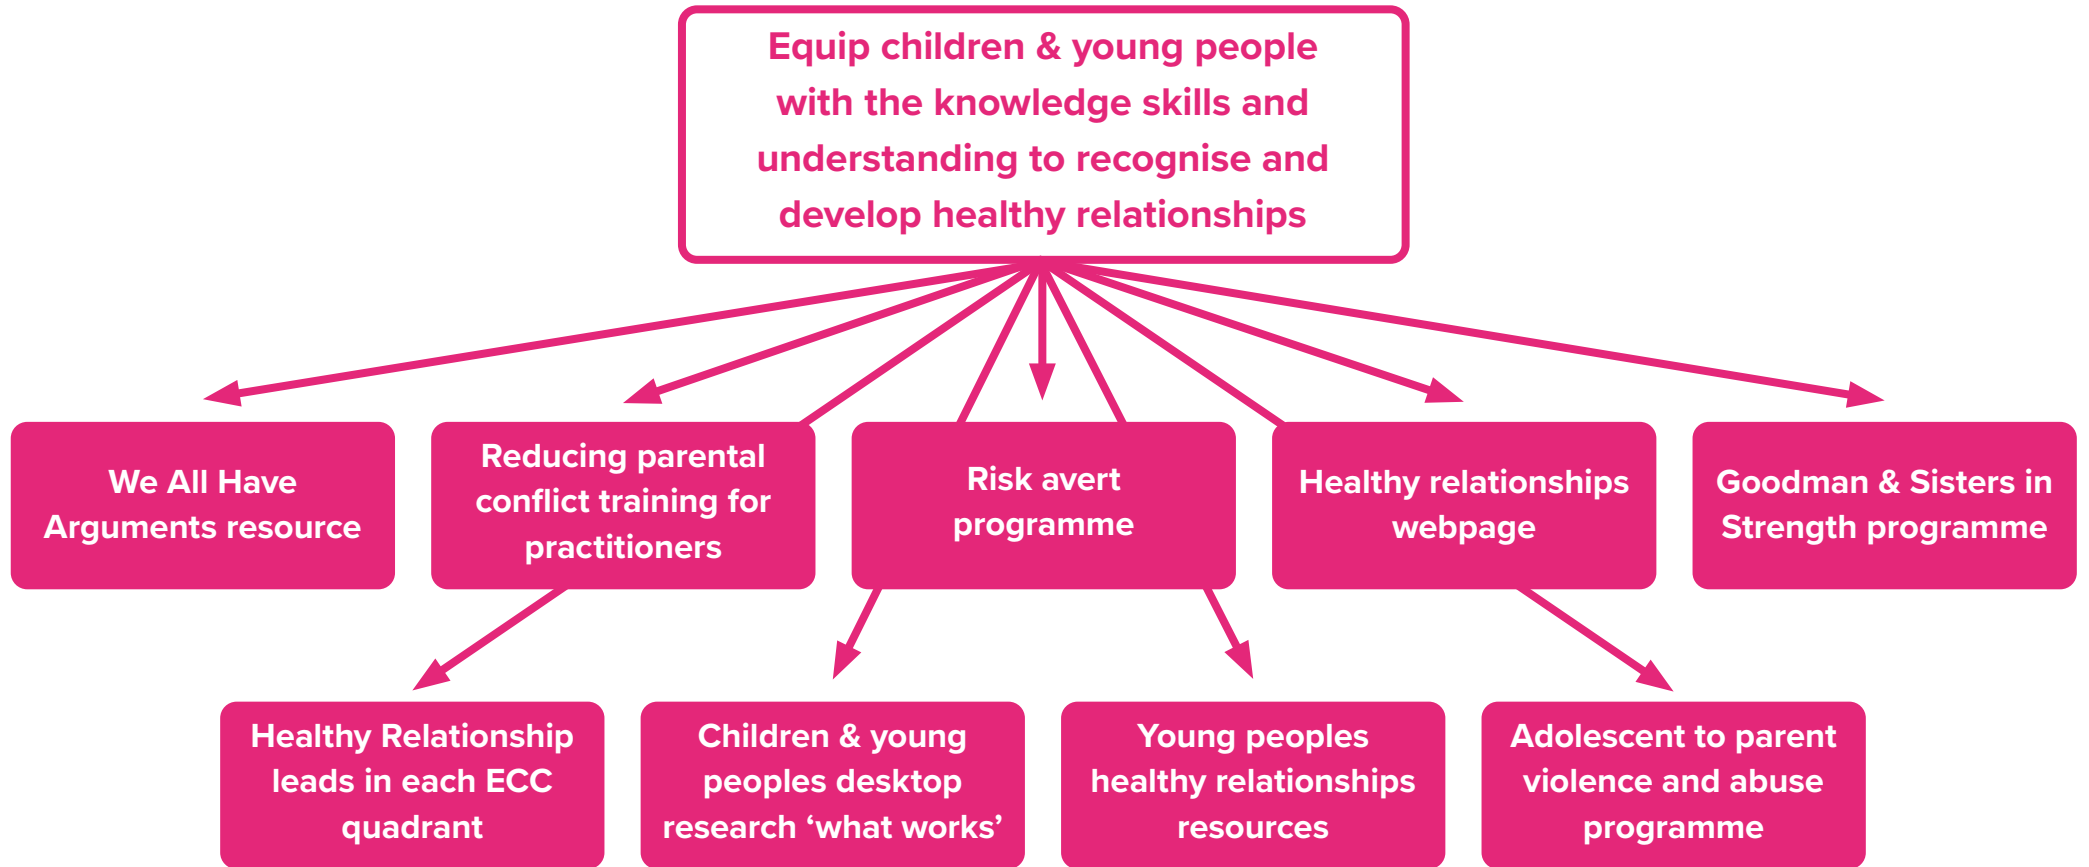 Equip children & young people
with the knowledge skills and
understanding to recognise and
develop healthy relationships
We All Have
Arguments resource
Reducing parental
conflict training for
practitioners
Risk avert
programme
Healthy relationships
webpage
Goodman & Sisters in
Strength programme
Healthy Relationship
leads in each ECC
quadrant
Children & young
peoples desktop
research ‘what works’
Young peoples
healthy relationships
resources
Adolescent to parent
violence and abuse
programme